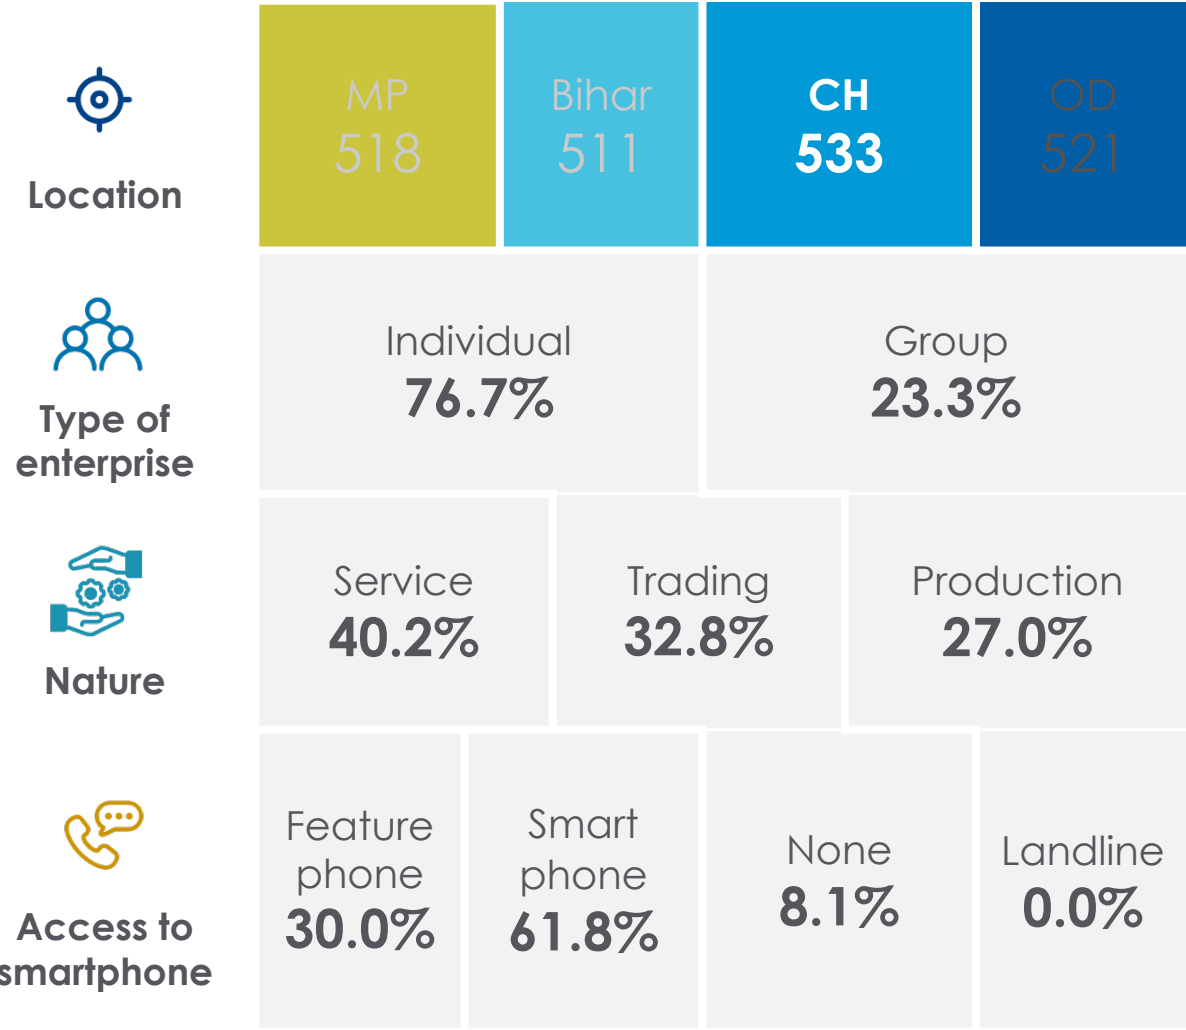 Location
MP
518
Bihar
511
CH
533
OD
521
Type of
enterprise
Individual
76.7%
Group
23.3%
Nature
Service
40.2%
Trading
32.8%
Production
27.0%
Access to
smartphone
Feature
phone
30.0%
Smart
phone
61.8%
None
8.1%
Landline
0.0%